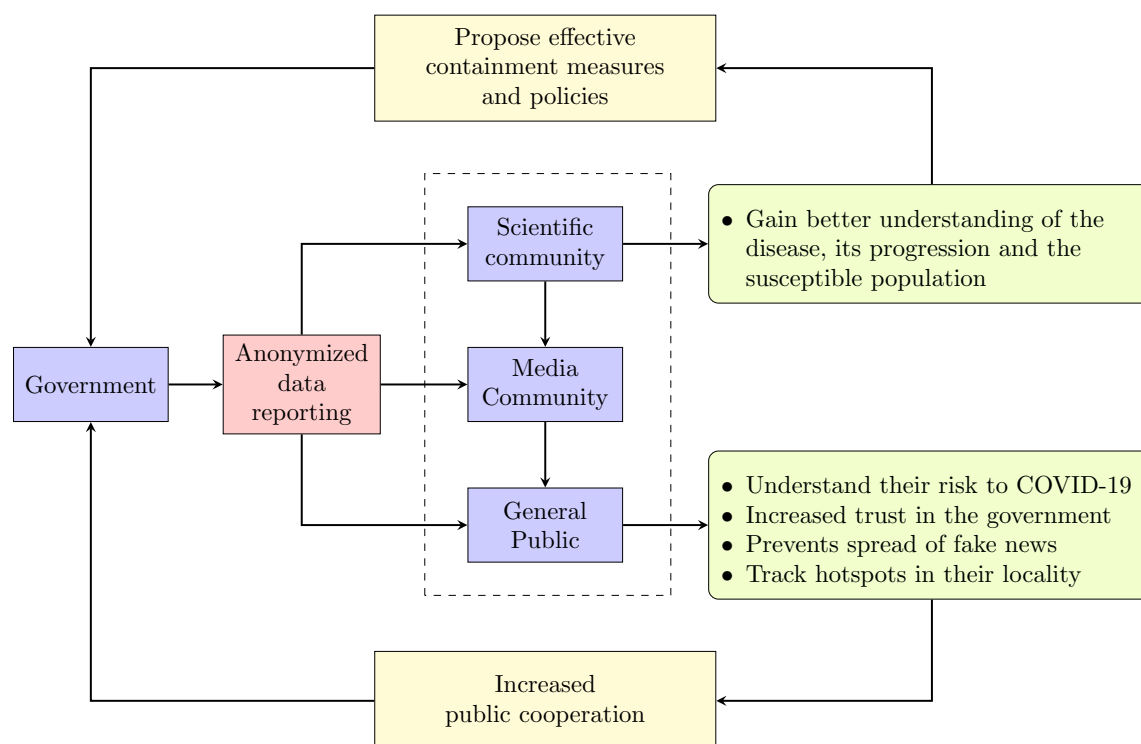 Propose effective
containment measures
and policies
Scientific
community
• Gain better understanding of the
disease, its progression and the
susceptible population
Government
Anonymized
data
reporting
Media
Community
General
Public
• Understand their risk to COVID-19
• Increased trust in the government
• Prevents spread of fake news
• Track hotspots in their locality
Increased
public cooperation